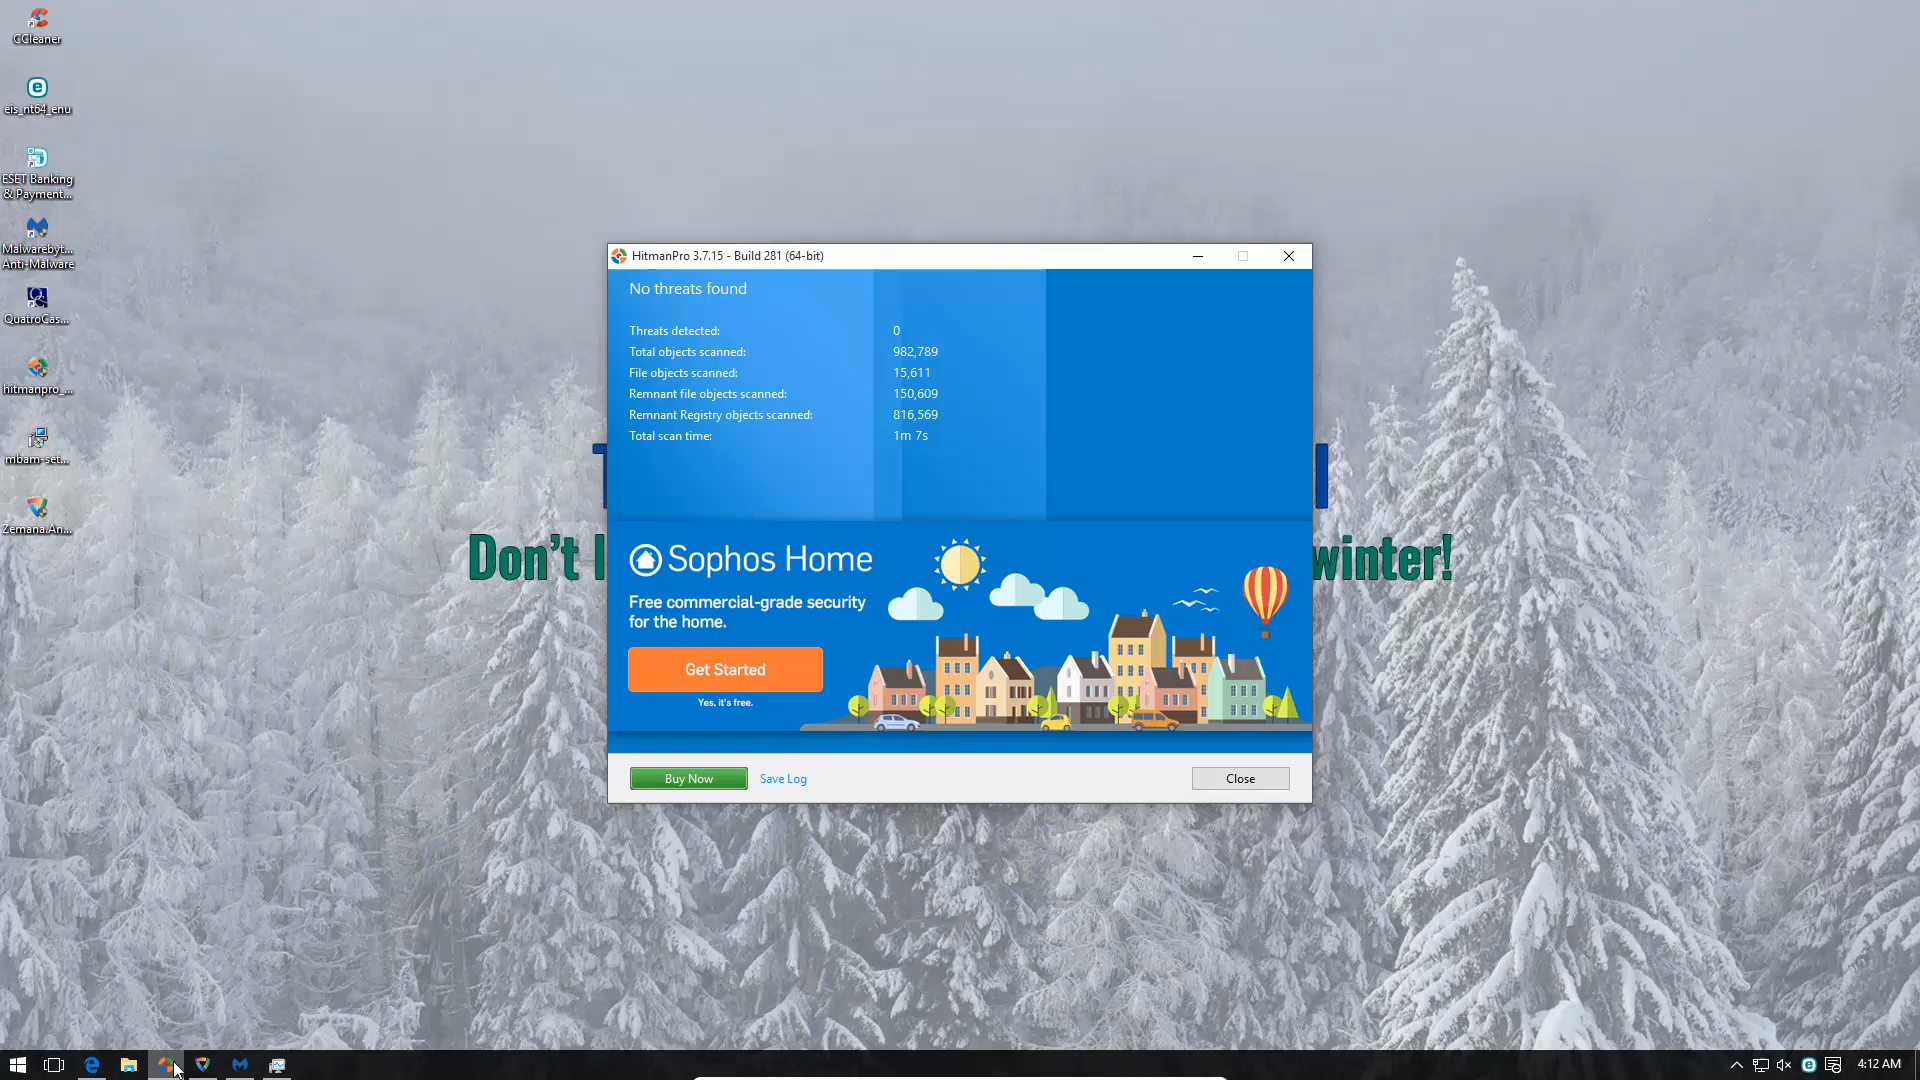 CCleaner
eis_nt64_enu
ESET Banking
& Payment...
Malwareby t...
Anti-Malware
QuatroCas...
hitmanpro_...
mbam-set...
Zemana.An...
HitmanPro 3.7.15 - Build 281 (64-bit)
No threats found
Threats detected: 0
Total objects scanned: 982,789
File objects scanned: 15,611
Remnant file objects scanned: 150,609
Remnant Registry objects scanned: 816,569
Total scan time: 1m 7s
Don't
winter!
Sophos Home
Free commercial-grade security
for the home.
Get Started
Yes, it's free.
Buy Now Save Log Close
4:12 AM